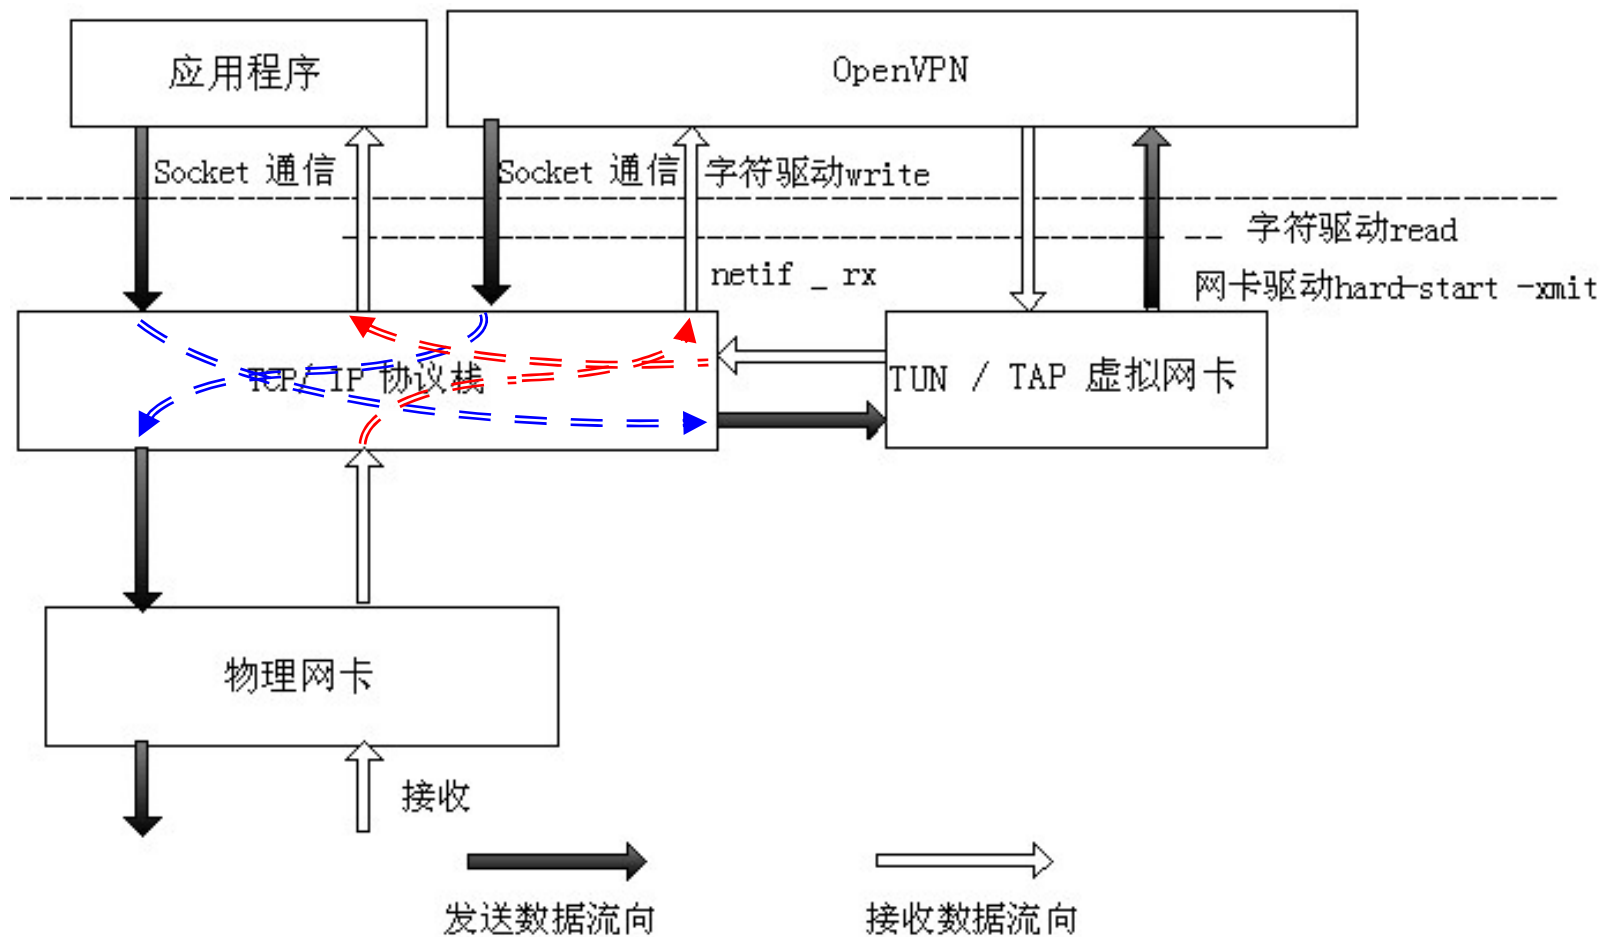 应用程序
OpenVPN
Socket 通信
Socket 通信
字符驱动write
字符驱动read
netif _ rx
网卡驱动hard-start -xmit
TCP/ IP 协议栈
TUN / TAP 虚拟网卡
物理网卡
接收
发送数据流向
接收数据流向